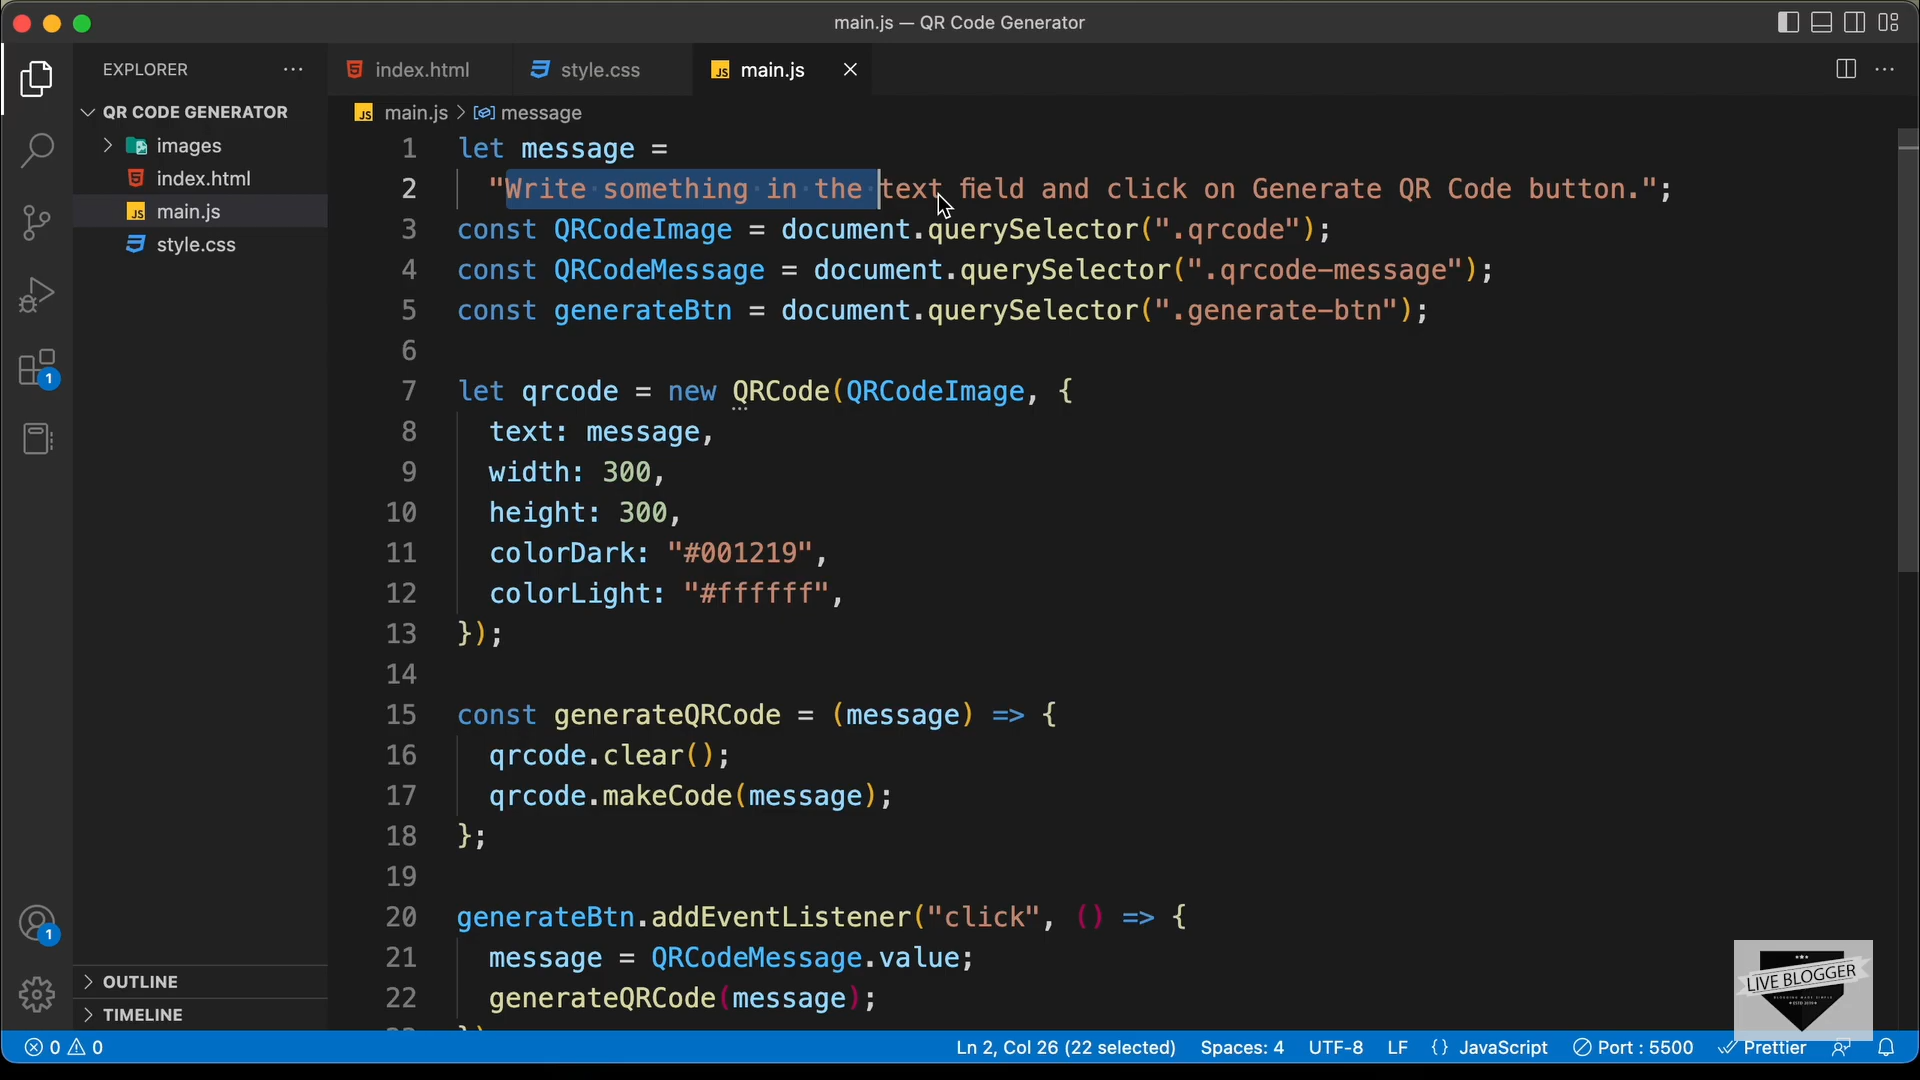 main.js — QR Code Generator
EXPLORER
index.html
style.css
main.js
QR CODE GENERATOR
images
index.html
main.js
style.css
main.js > message
1 let message =
2 "Write something in the text field and click on Generate QR Code button.";
3 const QRCodeImage = document.querySelector(".qrcode");
4 const QRCodeMessage = document.querySelector(".qrcode-message");
5 const generateBtn = document.querySelector(".generate-btn");
6
7 let qrcode = new QRCode(QRCodeImage, {
8 text: message,
9 width: 300,
10 height: 300,
11 colorDark: "#001219",
12 colorLight: "#ffffff",
13 });
14
15 const generateQRCode = (message) => {
16 qrcode.clear();
17 qrcode.makeCode(message);
18 };
19
20 generateBtn.addEventListener("click", () => {
21 message = QRCodeMessage.value;
22 generateQRCode(message);
1
1
OUTLINE
TIMELINE
LIVE BLOGGER
0 0
Ln 2, Col 26 (22 selected)
Spaces: 4
UTF-8
LF
{} JavaScript
Port : 5500
Prettier